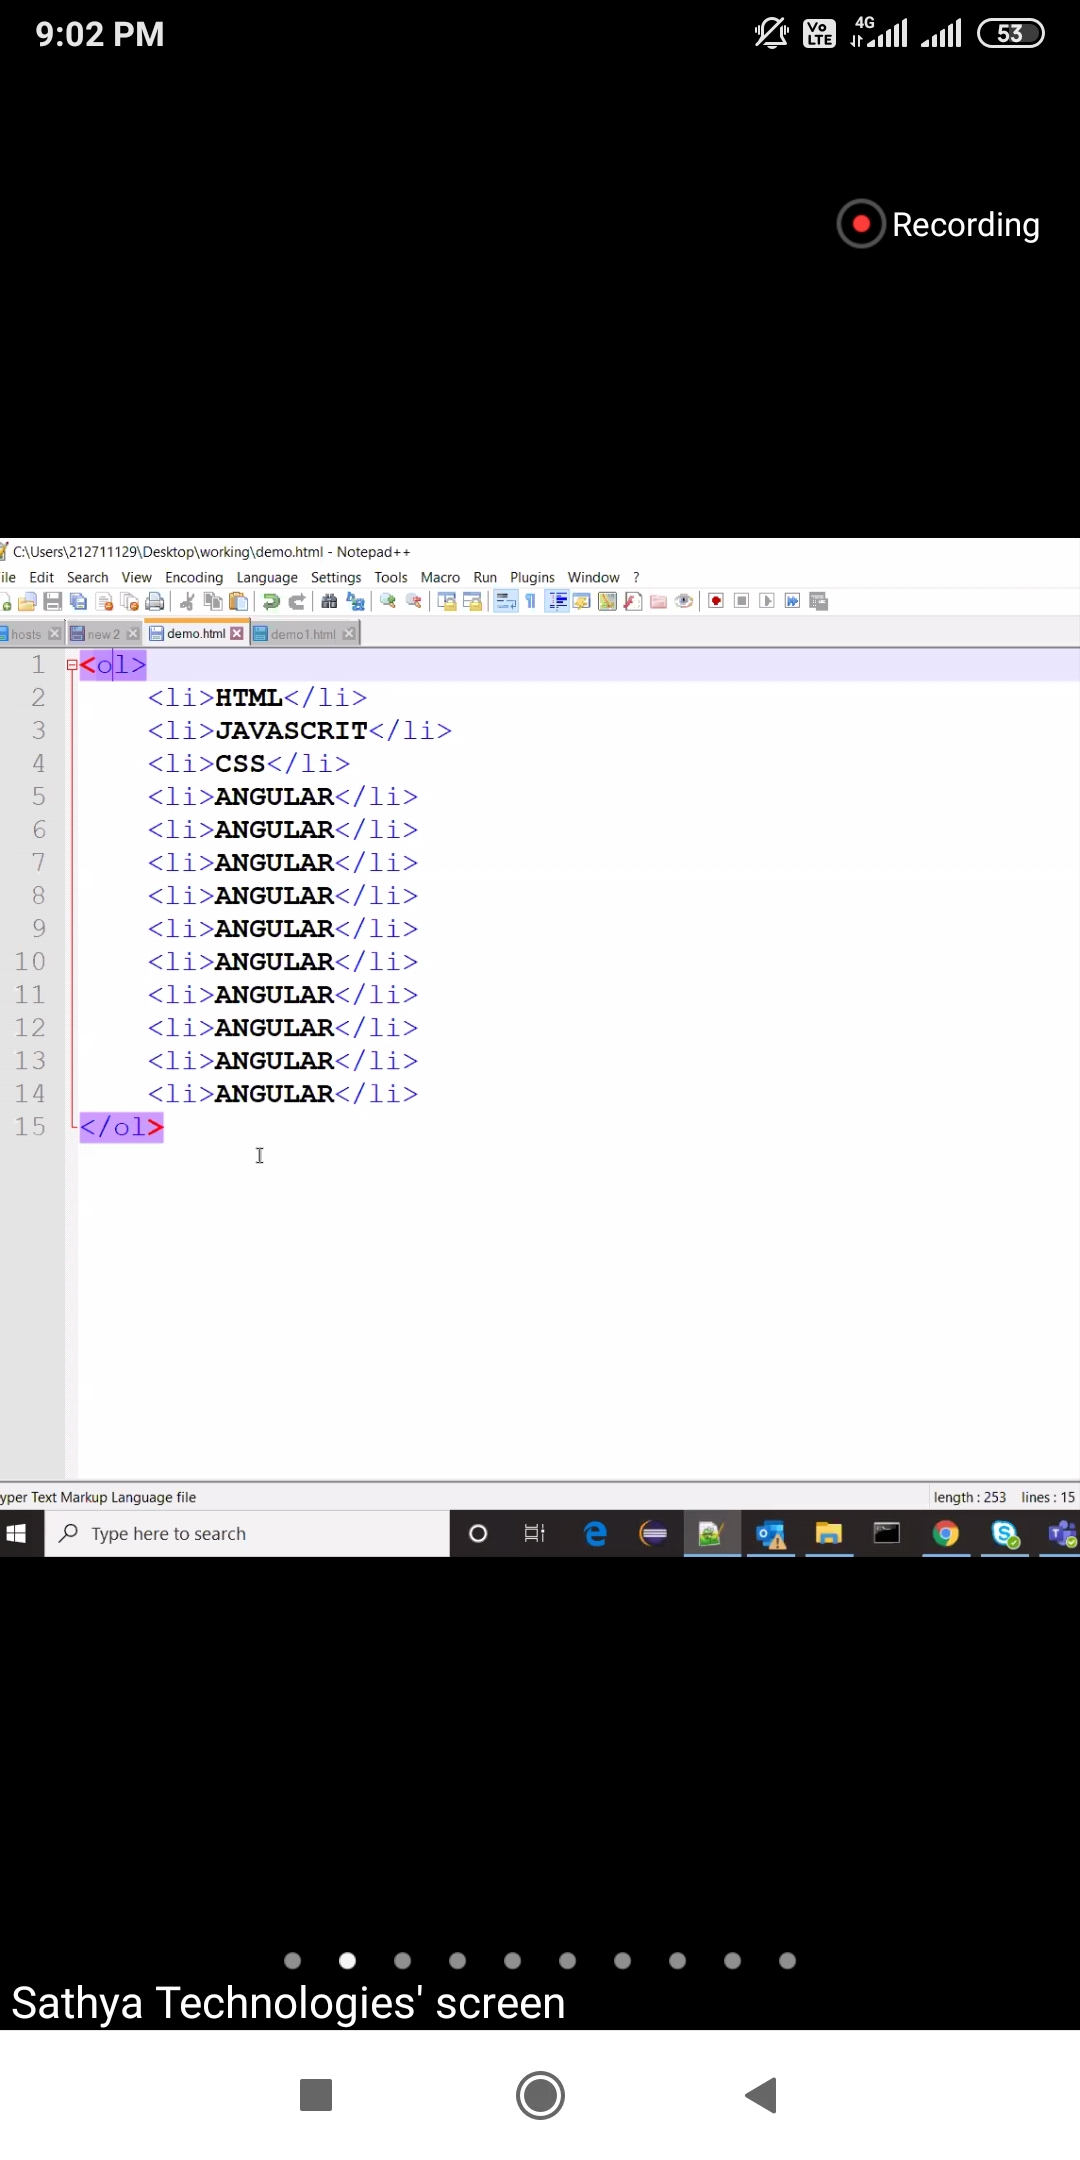 9:02 PM
Vo LTE 4G 53
Recording
C:\Users\212711129\Desktop\working\demo.html - Notepad++
ile Edit Search View Encoding Language Settings Tools Macro Run Plugins Window ?
hosts new 2 demo.html demo1.html
1 <ol>
2 <li>HTML</li>
3 <li>JAVASCRIT</li>
4 <li>CSS</li>
5 <li>ANGULAR</li>
6 <li>ANGULAR</li>
7 <li>ANGULAR</li>
8 <li>ANGULAR</li>
9 <li>ANGULAR</li>
10 <li>ANGULAR</li>
11 <li>ANGULAR</li>
12 <li>ANGULAR</li>
13 <li>ANGULAR</li>
14 <li>ANGULAR</li>
15 </ol>
yper Text Markup Language file length : 253 lines : 15
Type here to search
Sathya Technologies' screen